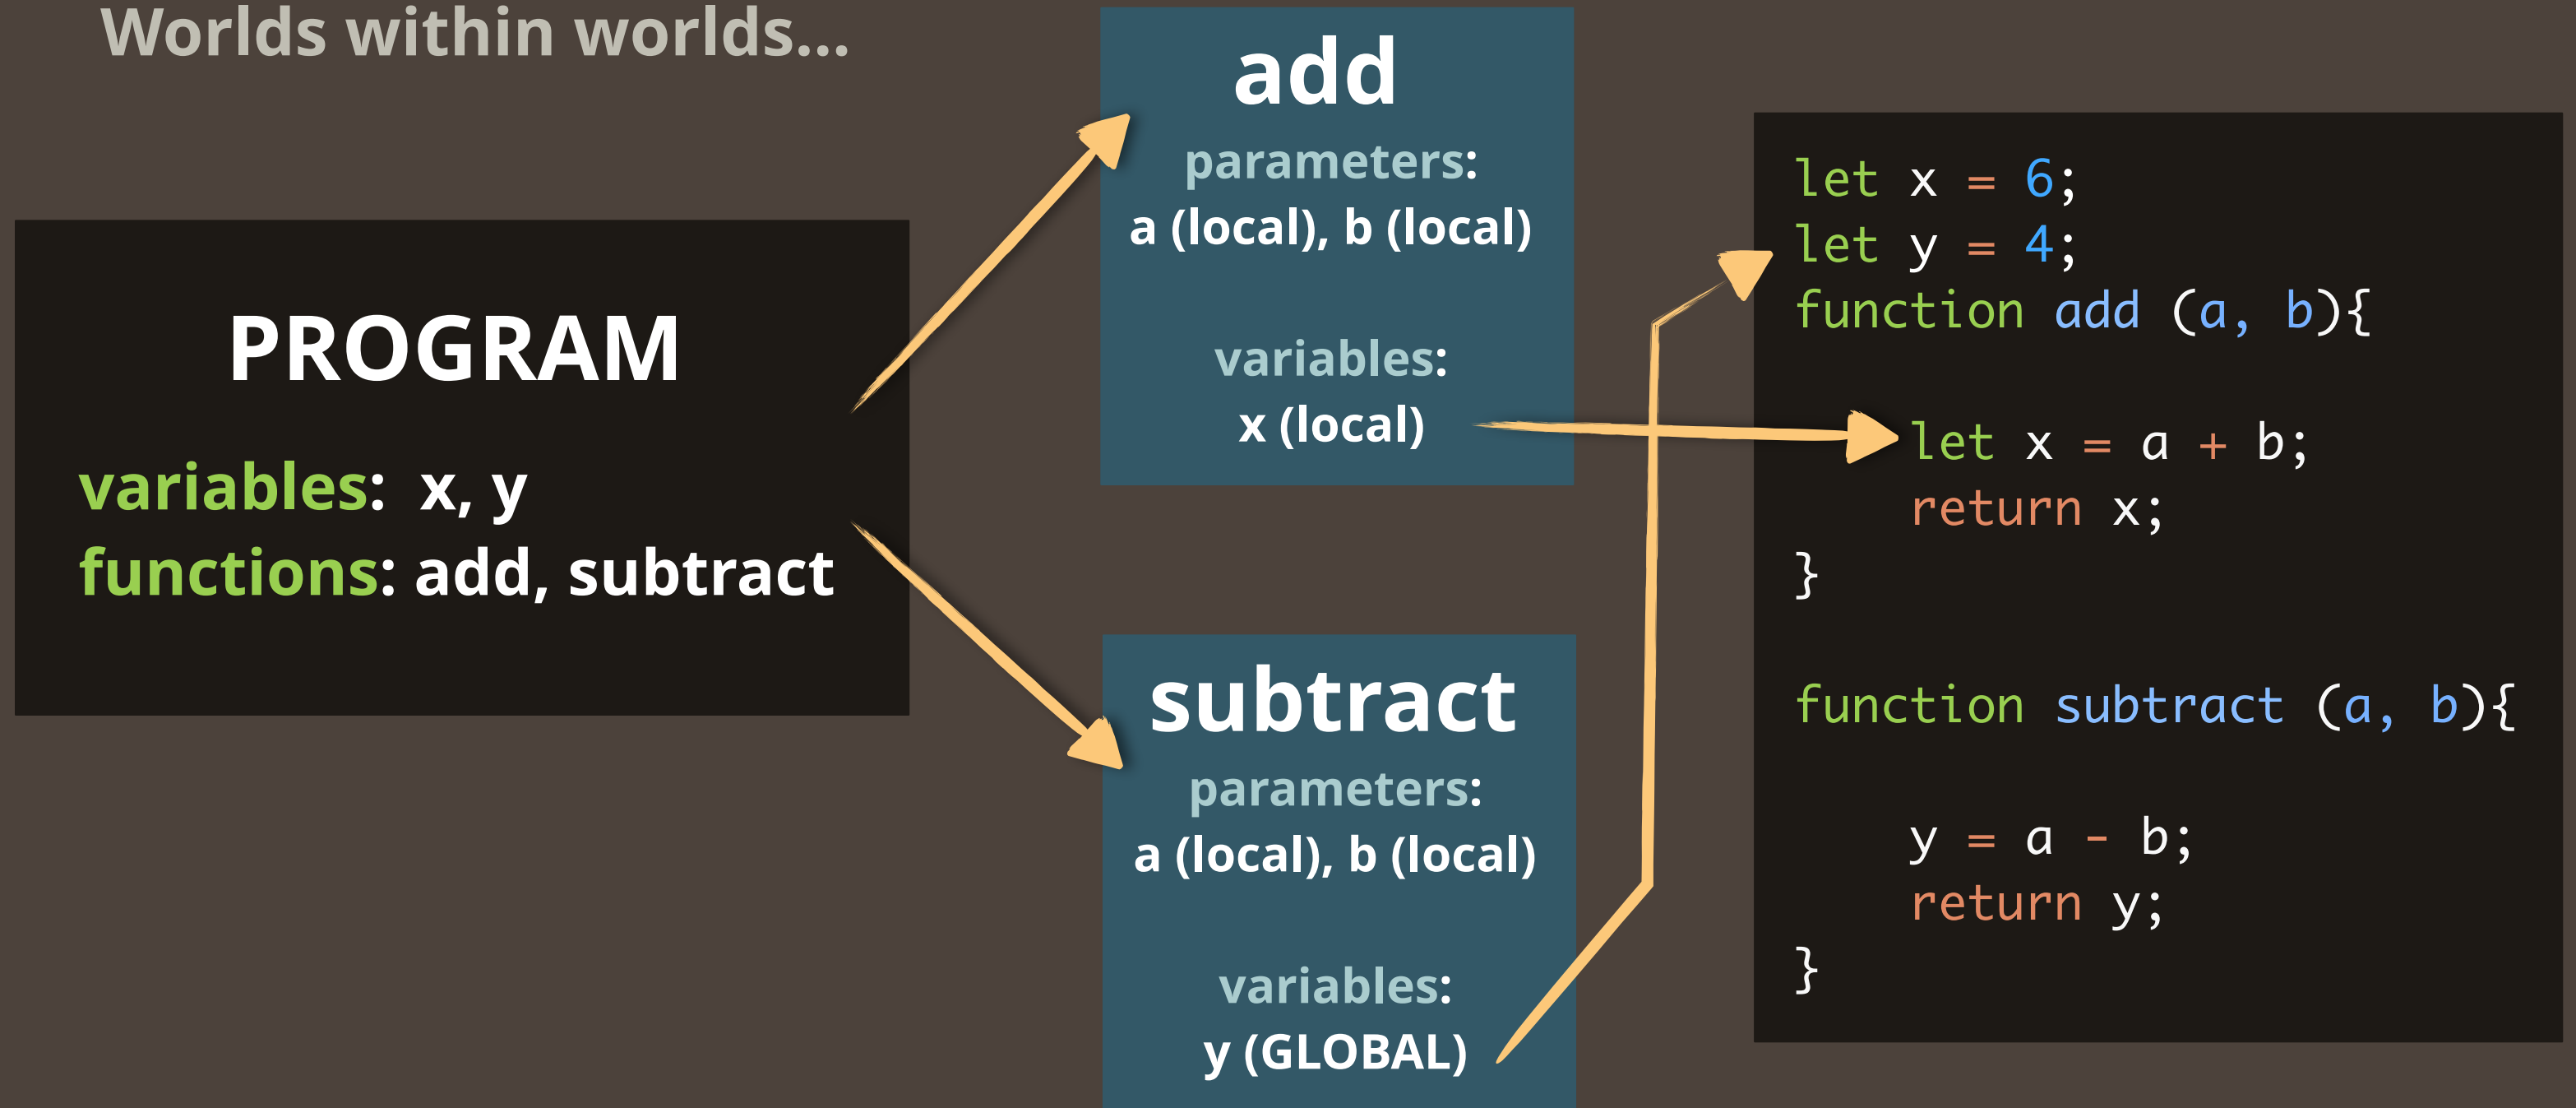 Worlds within worlds...
PROGRAM
variables: x, y
functions: add, subtract
add
parameters:
a (local), b (local)
variables:
x (local)
subtract
parameters:
a (local), b (local)
variables:
y (GLOBAL)
let x = 6;
let y = 4;
function add (a, b){
let x = a + b;
return x;
}
function subtract (a, b){
y = a - b;
return y;
}